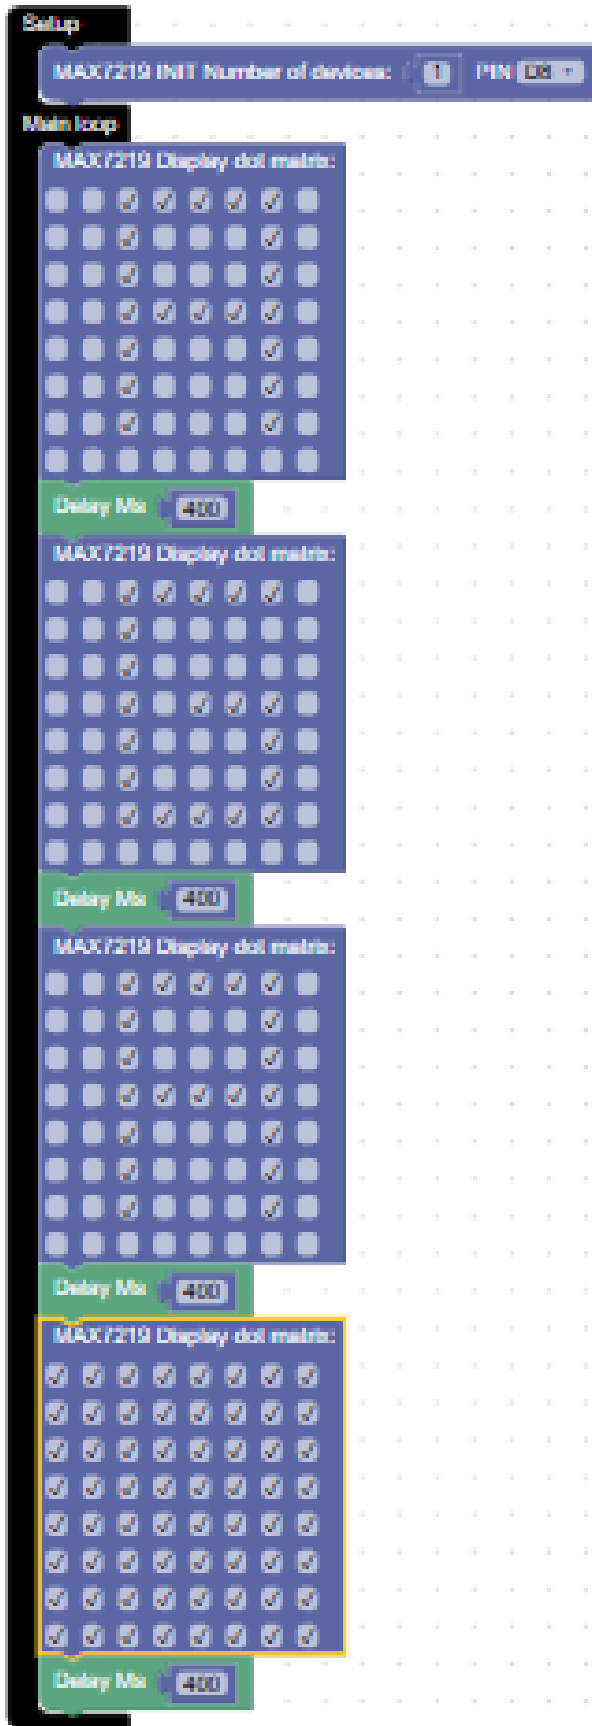 Setup
MAX7219 INIT Number of devices: 1 PIN D8
Main loop
MAX7219 Display dot matrix:
Delay Ms 400
MAX7219 Display dot matrix:
Delay Ms 400
MAX7219 Display dot matrix:
Delay Ms 400
MAX7219 Display dot matrix:
Delay Ms 400